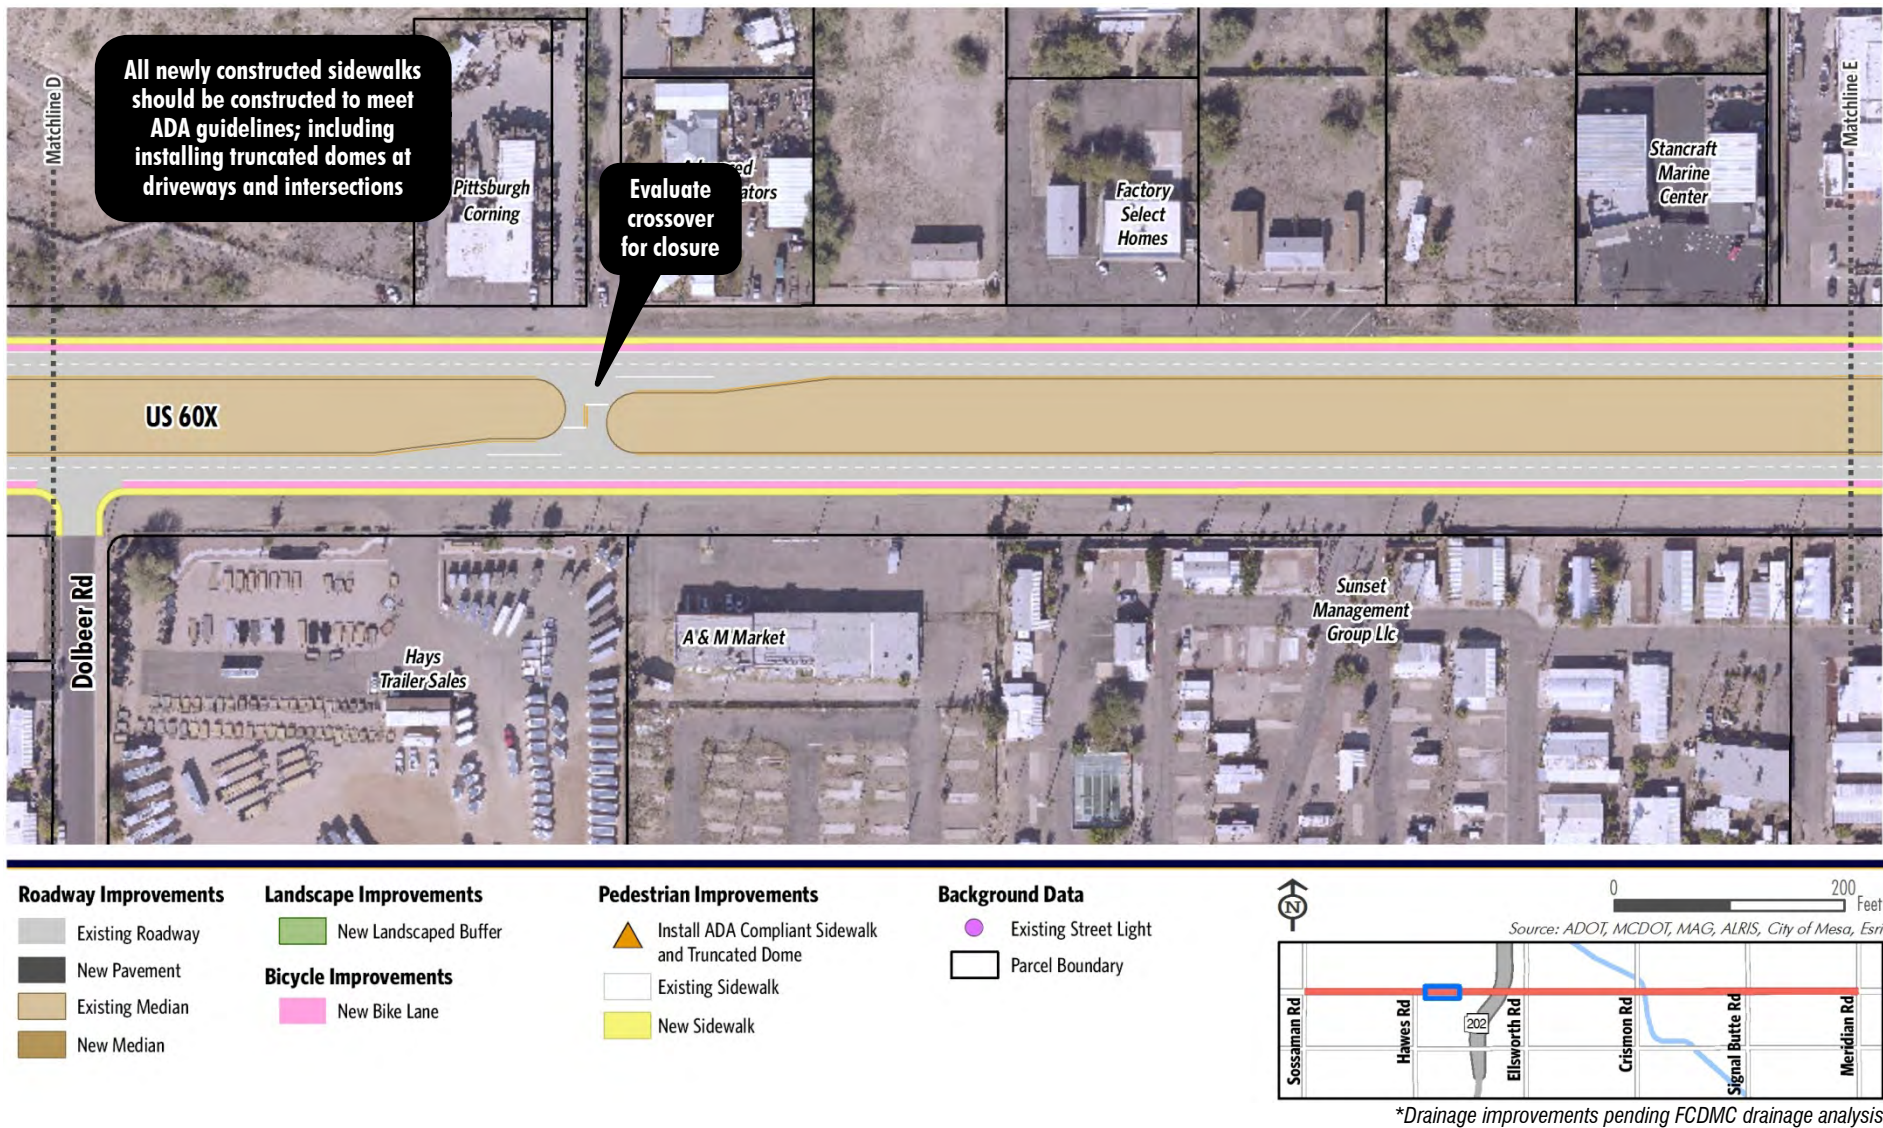 All newly constructed sidewalks
should be constructed to meet
ADA guidelines; including
installing truncated domes at
driveways and intersections
Matchline D
Pittsburgh
Corning
Evaluate
crossover
for closure
Factory
Select
Homes
Stancraft
Marine
Center
Matchline E
US 60X
Dolbeer Rd
Hays
Trailer Sales
A & M Market
Sunset
Management
Group Llc
Roadway Improvements
Existing Roadway
New Pavement
Existing Median
New Median
Landscape Improvements
New Landscaped Buffer
Bicycle Improvements
New Bike Lane
Pedestrian Improvements
Install ADA Compliant Sidewalk
and Truncated Dome
Existing Sidewalk
New Sidewalk
Background Data
Existing Street Light
Parcel Boundary
N
0 200
Feet
Source: ADOT, MCDOT, MAG, ALRIS, City of Mesa, Esri
Sossaman Rd
Hawes Rd
202
Ellsworth Rd
Crismon Rd
Signal Butte Rd
Meridian Rd
*Drainage improvements pending FCDMC drainage analysis